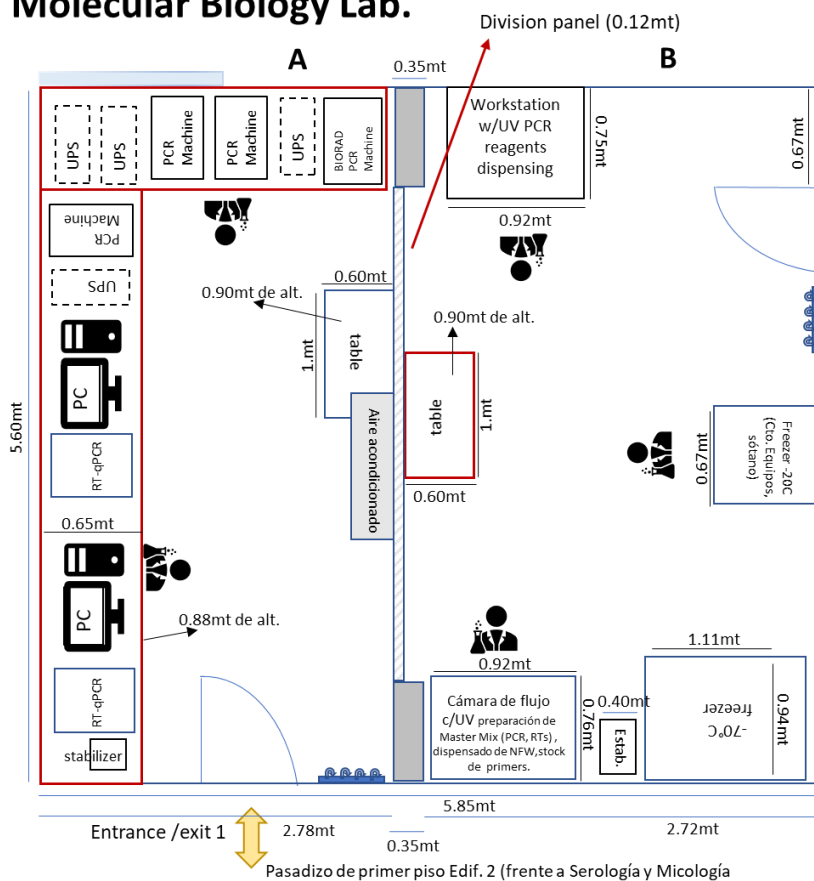 Molecular Biology Lab.
Division panel (0.12mt)
A
0.35mt
B
UPS
UPS
PCR
Machine
PCR
Machine
UPS
BIORAD
PCR
Machine
Workstation
w/UV PCR
reagents
dispensing
0.75mt
0.67mt
0.92mt
PCR
Machine
UPS
0.60mt
0.90mt de alt.
0.90mt de alt.
1.mt
table
table
1.mt
0.60mt
PC
Aire acondicionado
5.60mt
RT-qPCR
0.67mt
Freezer -20C
(Cto. Equipos,
sótano)
0.65mt
PC
0.88mt de alt.
RT-qPCR
stabilizer
0.92mt
Cámara de flujo
c/UV preparación de
Master Mix (PCR, RTs) ,
dispensado de NFW,stock
de primers.
0.76mt
0.40mt
Estab.
1.11mt
-70°C
freezer
0.94mt
5.85mt
Entrance /exit 1
2.78mt
0.35mt
2.72mt
Pasadizo de primer piso Edif. 2 (frente a Serología y Micología